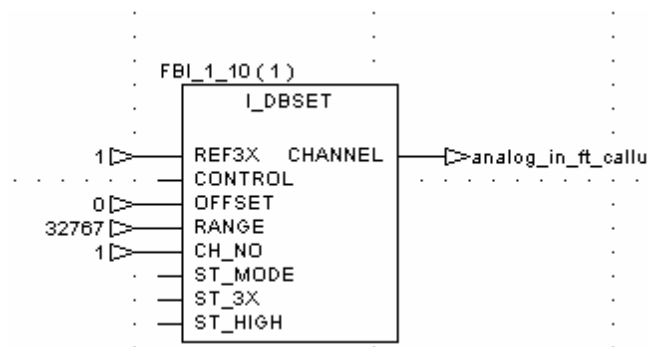 FBI_1_10 ( 1 )
I_DBSET
1 REF3X CHANNEL analog_in_ft_callu
CONTROL
0 OFFSET
32767 RANGE
1 CH_NO
ST_MODE
ST_3X
ST_HIGH